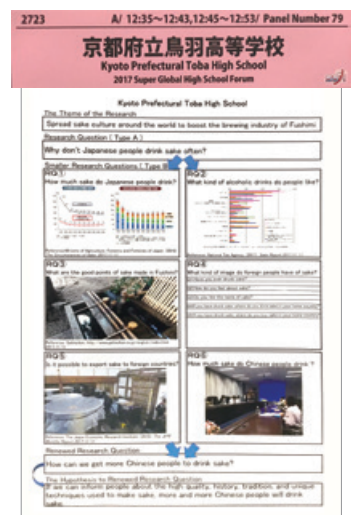 2723
A/ 12:35～12:43,12:45～12:53/ Panel Number 79
京都府立鳥羽高等学校
Kyoto Prefectural Toba High School
2017 Super Global High School Forum
Kyoto Prefectural Toba High School
The Theme of the Research
Spread sake culture around the world to boost the brewing industry of Fushimi
Research Question ( Type A )
Why don't Japanese people drink sake often?
Smaller Research Questions ( Type B )
RQ①
How much sake do Japanese people drink?
RQ②
What kind of alcoholic drinks do people like?
RQ③
What are the good points of sake made in Fushimi?
RQ④
What kind of image do foreign people have of sake?
RQ⑤
Is it possible to export sake to foreign countries?
RQ⑥
How much sake do Chinese people drink ?
Renewed Research Question
How can we get more Chinese people to drink sake?
The Hypothesis to Renewed Research Question
If we can inform people about the high quality, history, tradition, and unique
techniques used to make sake, more and more Chinese people will drink
sake.